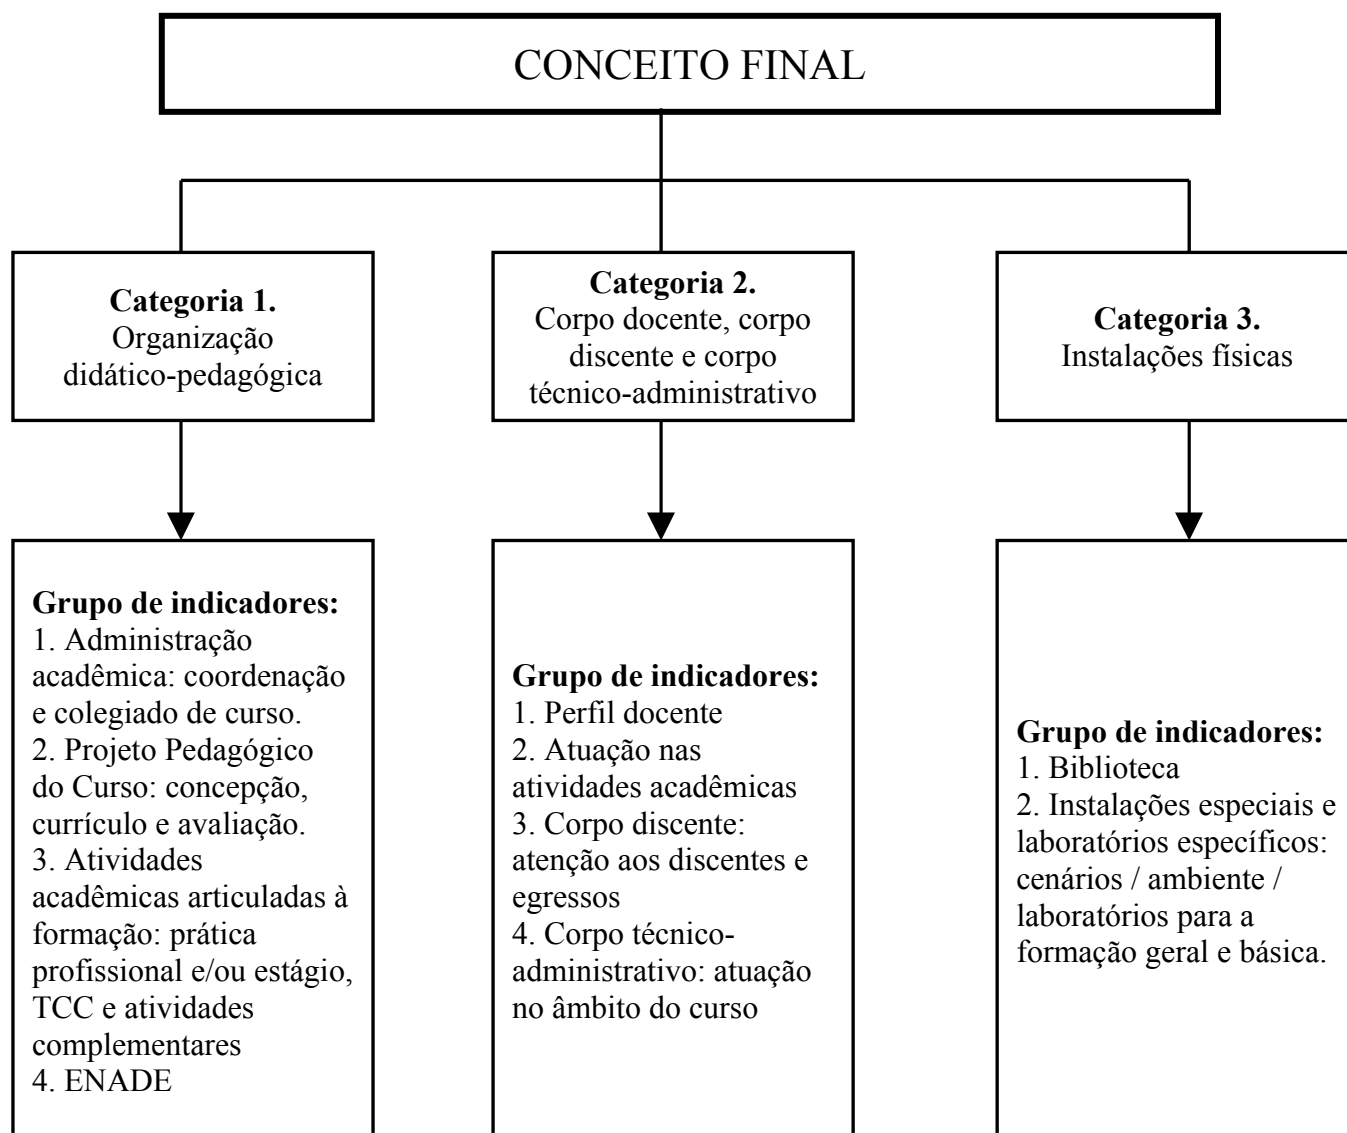 CONCEITO FINAL
Categoria 1.
Organização
didático-pedagógica
Categoria 2.
Corpo docente, corpo
discente e corpo
técnico-administrativo
Categoria 3.
Instalações físicas
Grupo de indicadores:
1. Administração
acadêmica: coordenação
e colegiado de curso.
2. Projeto Pedagógico
do Curso: concepção,
currículo e avaliação.
3. Atividades
acadêmicas articuladas à
formação: prática
profissional e/ou estágio,
TCC e atividades
complementares
4. ENADE
Grupo de indicadores:
1. Perfil docente
2. Atuação nas
atividades acadêmicas
3. Corpo discente:
atenção aos discentes e
egressos
4. Corpo técnico-
administrativo: atuação
no âmbito do curso
Grupo de indicadores:
1. Biblioteca
2. Instalações especiais e
laboratórios específicos:
cenários / ambiente /
laboratórios para a
formação geral e básica.